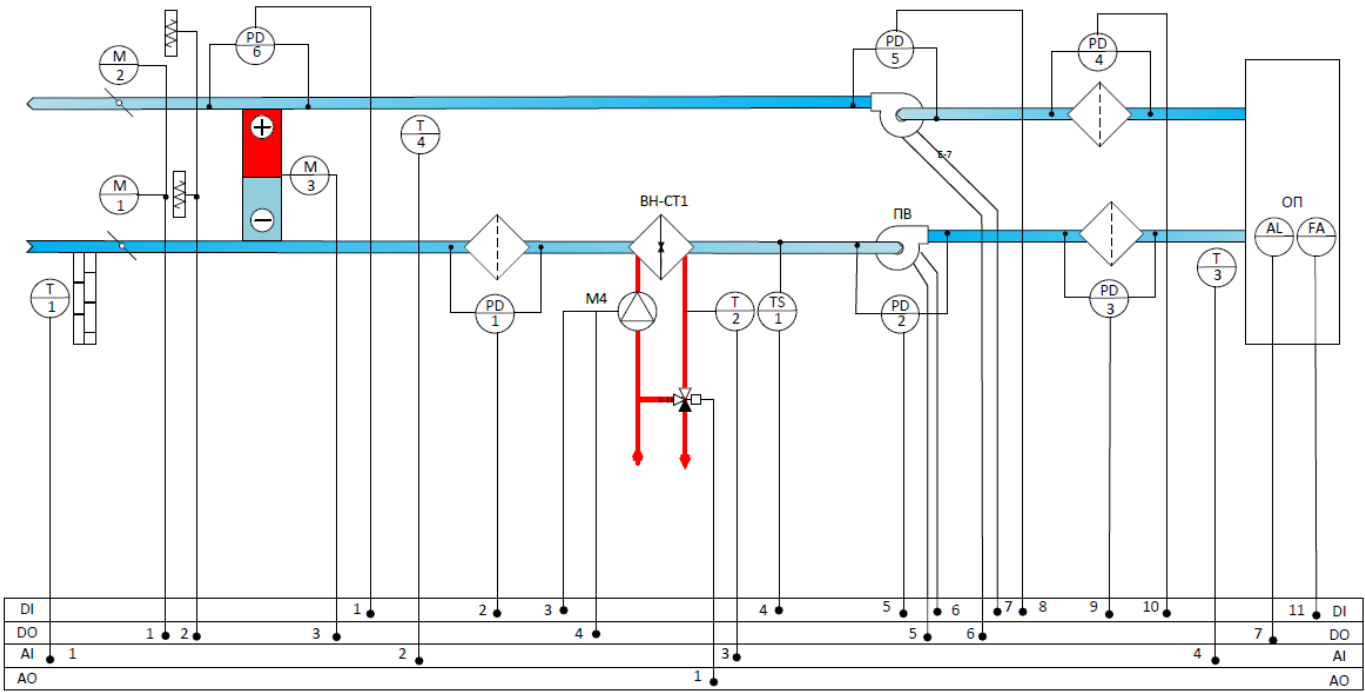 PD
6
M
2
PD
5
PD
4
T
4
Е-7
M
1
M
3
ВН-СТ1
ПВ
ОП
AL
FA
T
1
PD
1
М4
T
2
TS
1
PD
2
PD
3
T
3
DI 1 2 3 4 5 6 7 8 9 10 11 DI
DO 1 2 3 4 5 6 7 DO
AI 1 2 3 4 AI
AO 1 AO